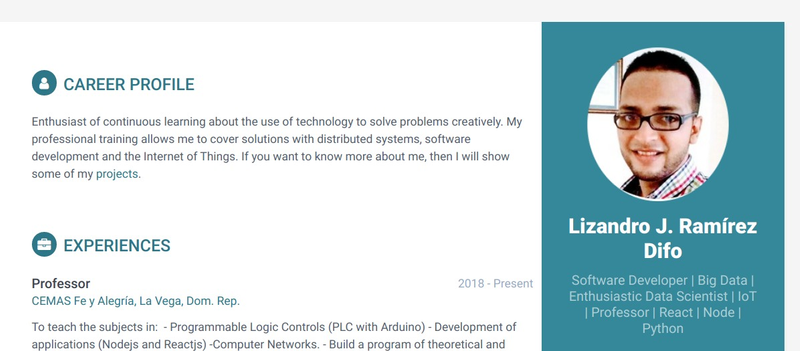 CAREER PROFILE
Enthusiast of continuous learning about the use of technology to solve problems creatively. My
professional training allows me to cover solutions with distributed systems, software
development and the Internet of Things. If you want to know more about me, then I will show
some of my projects.
EXPERIENCES
Professor 2018 - Present
CEMAS Fe y Alegría, La Vega, Dom. Rep.
To teach the subjects in:  - Programmable Logic Controls (PLC with Arduino) - Development of
applications (Nodejs and Reactjs) -Computer Networks. - Build a program of theoretical and
Lizandro J. Ramírez
Difo
Software Developer | Big Data |
Enthusiastic Data Scientist | IoT
| Professor | React | Node |
Python